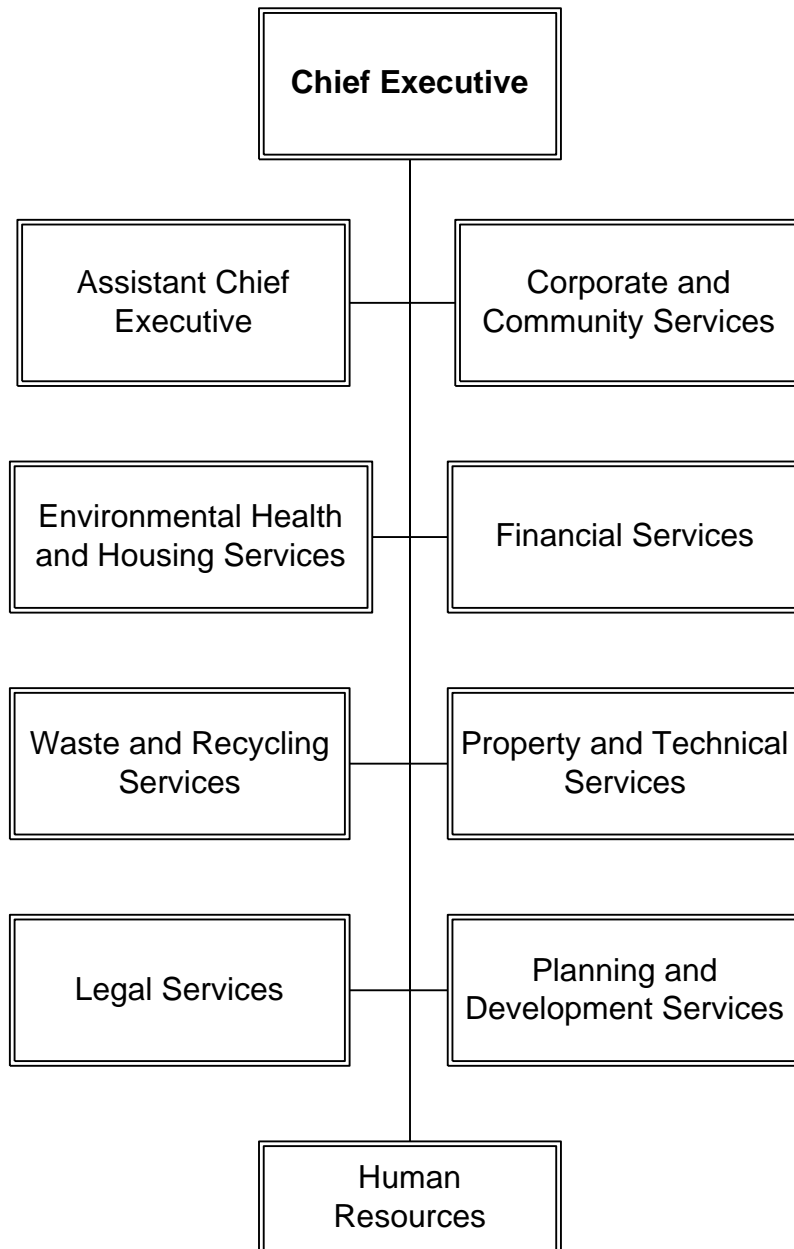 Chief Executive
Assistant Chief
Executive
Corporate and
Community Services
Environmental Health
and Housing Services
Financial Services
Waste and Recycling
Services
Property and Technical
Services
Legal Services
Planning and
Development Services
Human
Resources